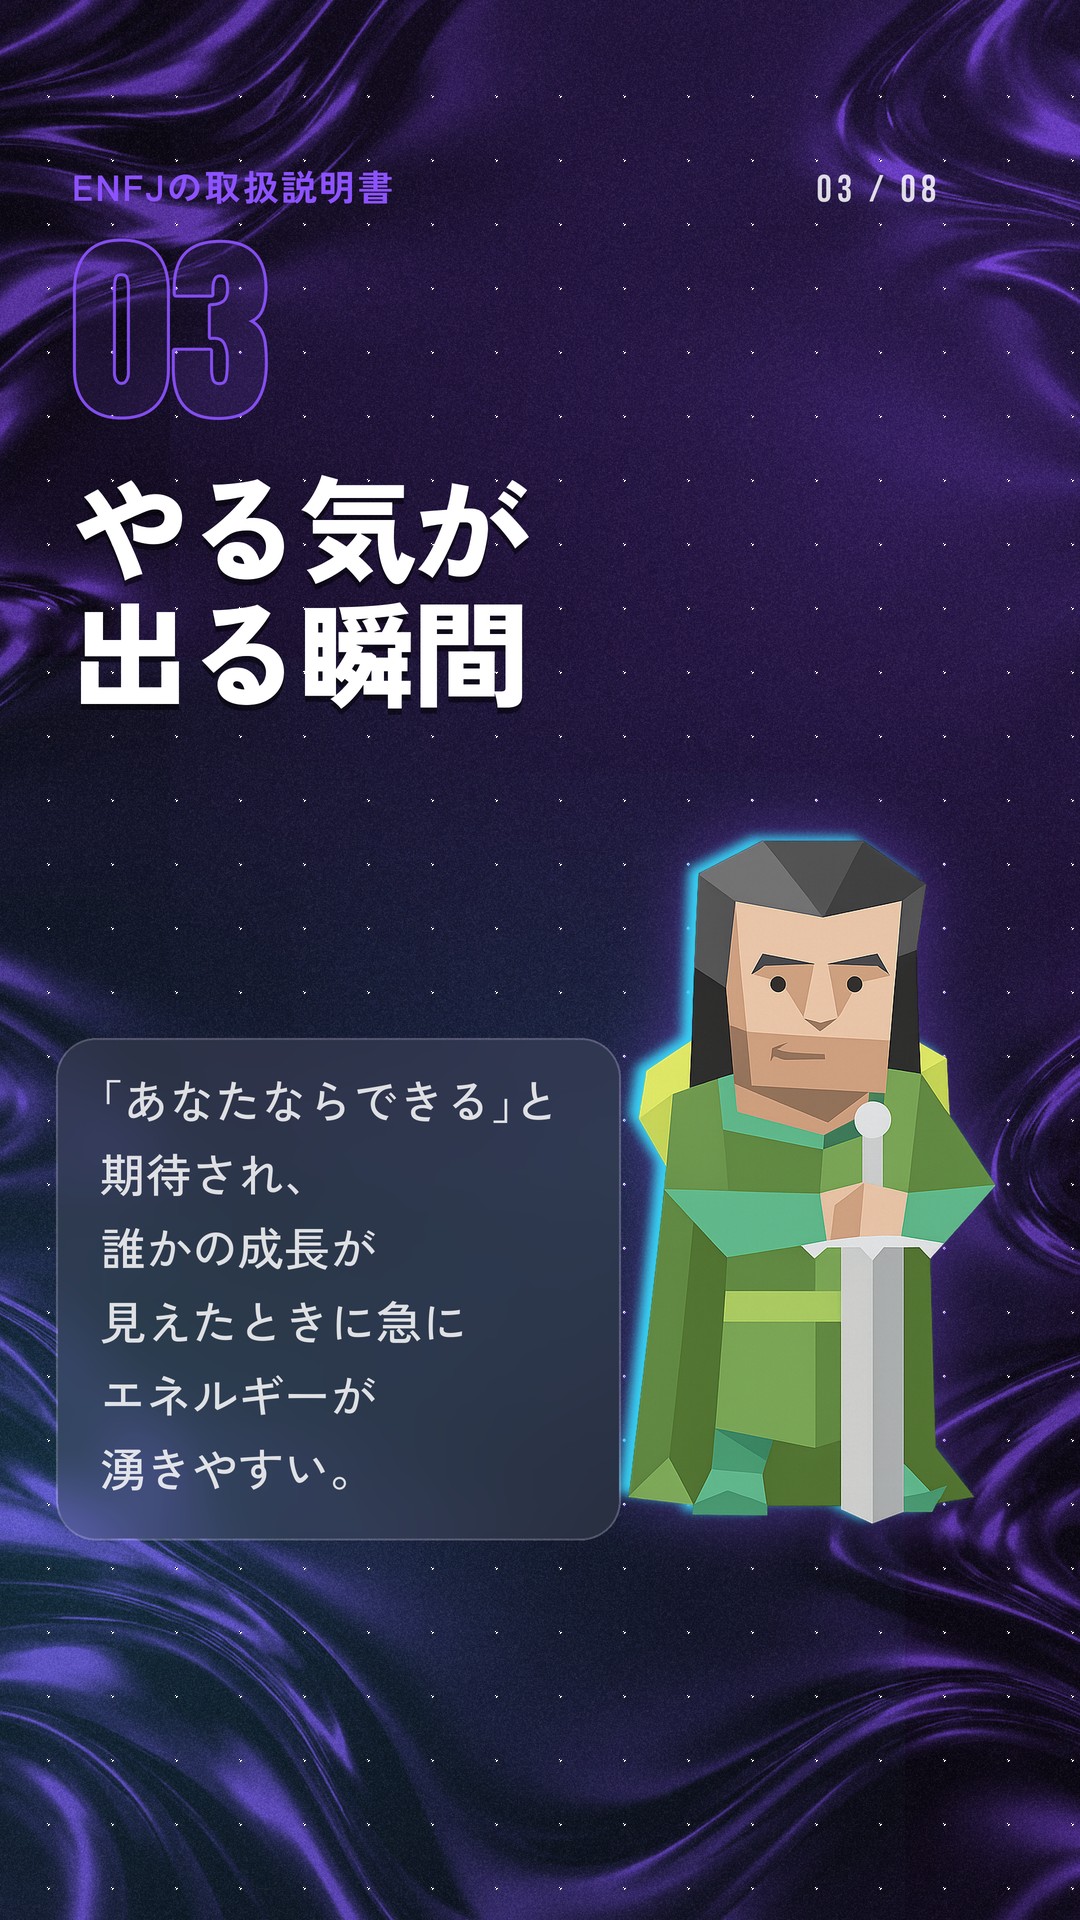 ENFJの取扱説明書
03 / 08
03
やる気が
出る瞬間
「あなたならできる」と
期待され、
誰かの成長が
見えたときに急に
エネルギーが
湧きやすい。